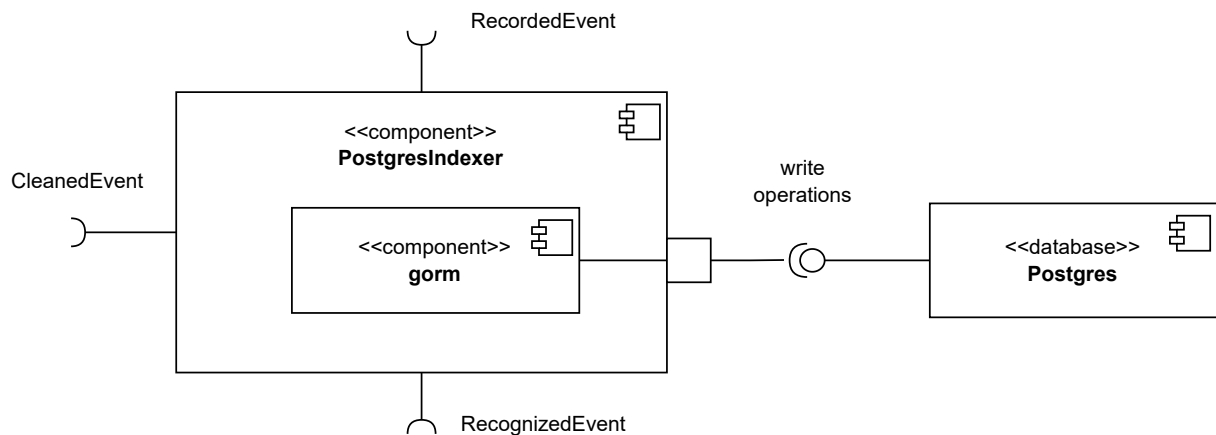 RecordedEvent
<<component>>
PostgresIndexer
CleanedEvent
write
operations
<<component>>
gorm
<<database>>
Postgres
RecognizedEvent